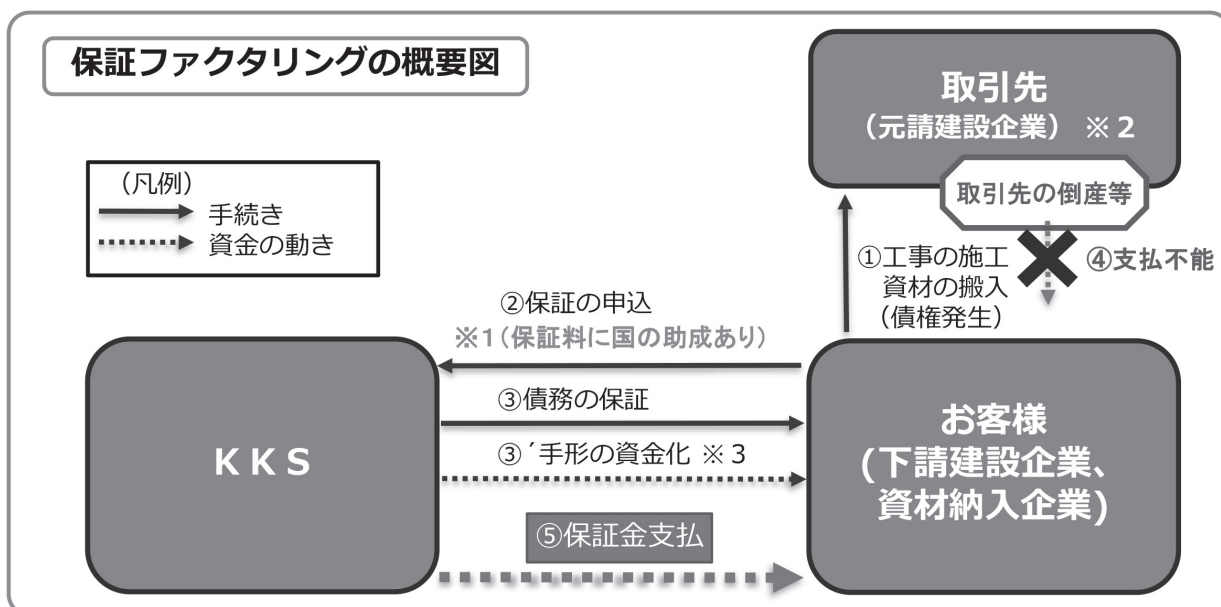 保証ファクタリングの概要図
(凡例)
手続き
資金の動き
取引先
(元請建設企業) ※2
取引先の倒産等
①工事の施工
資材の搬入
(債権発生)
④支払不能
②保証の申込
※1(保証料に国の助成あり)
③債務の保証
③´手形の資金化 ※3
⑤保証金支払
KKS
お客様
(下請建設企業、
資材納入企業)